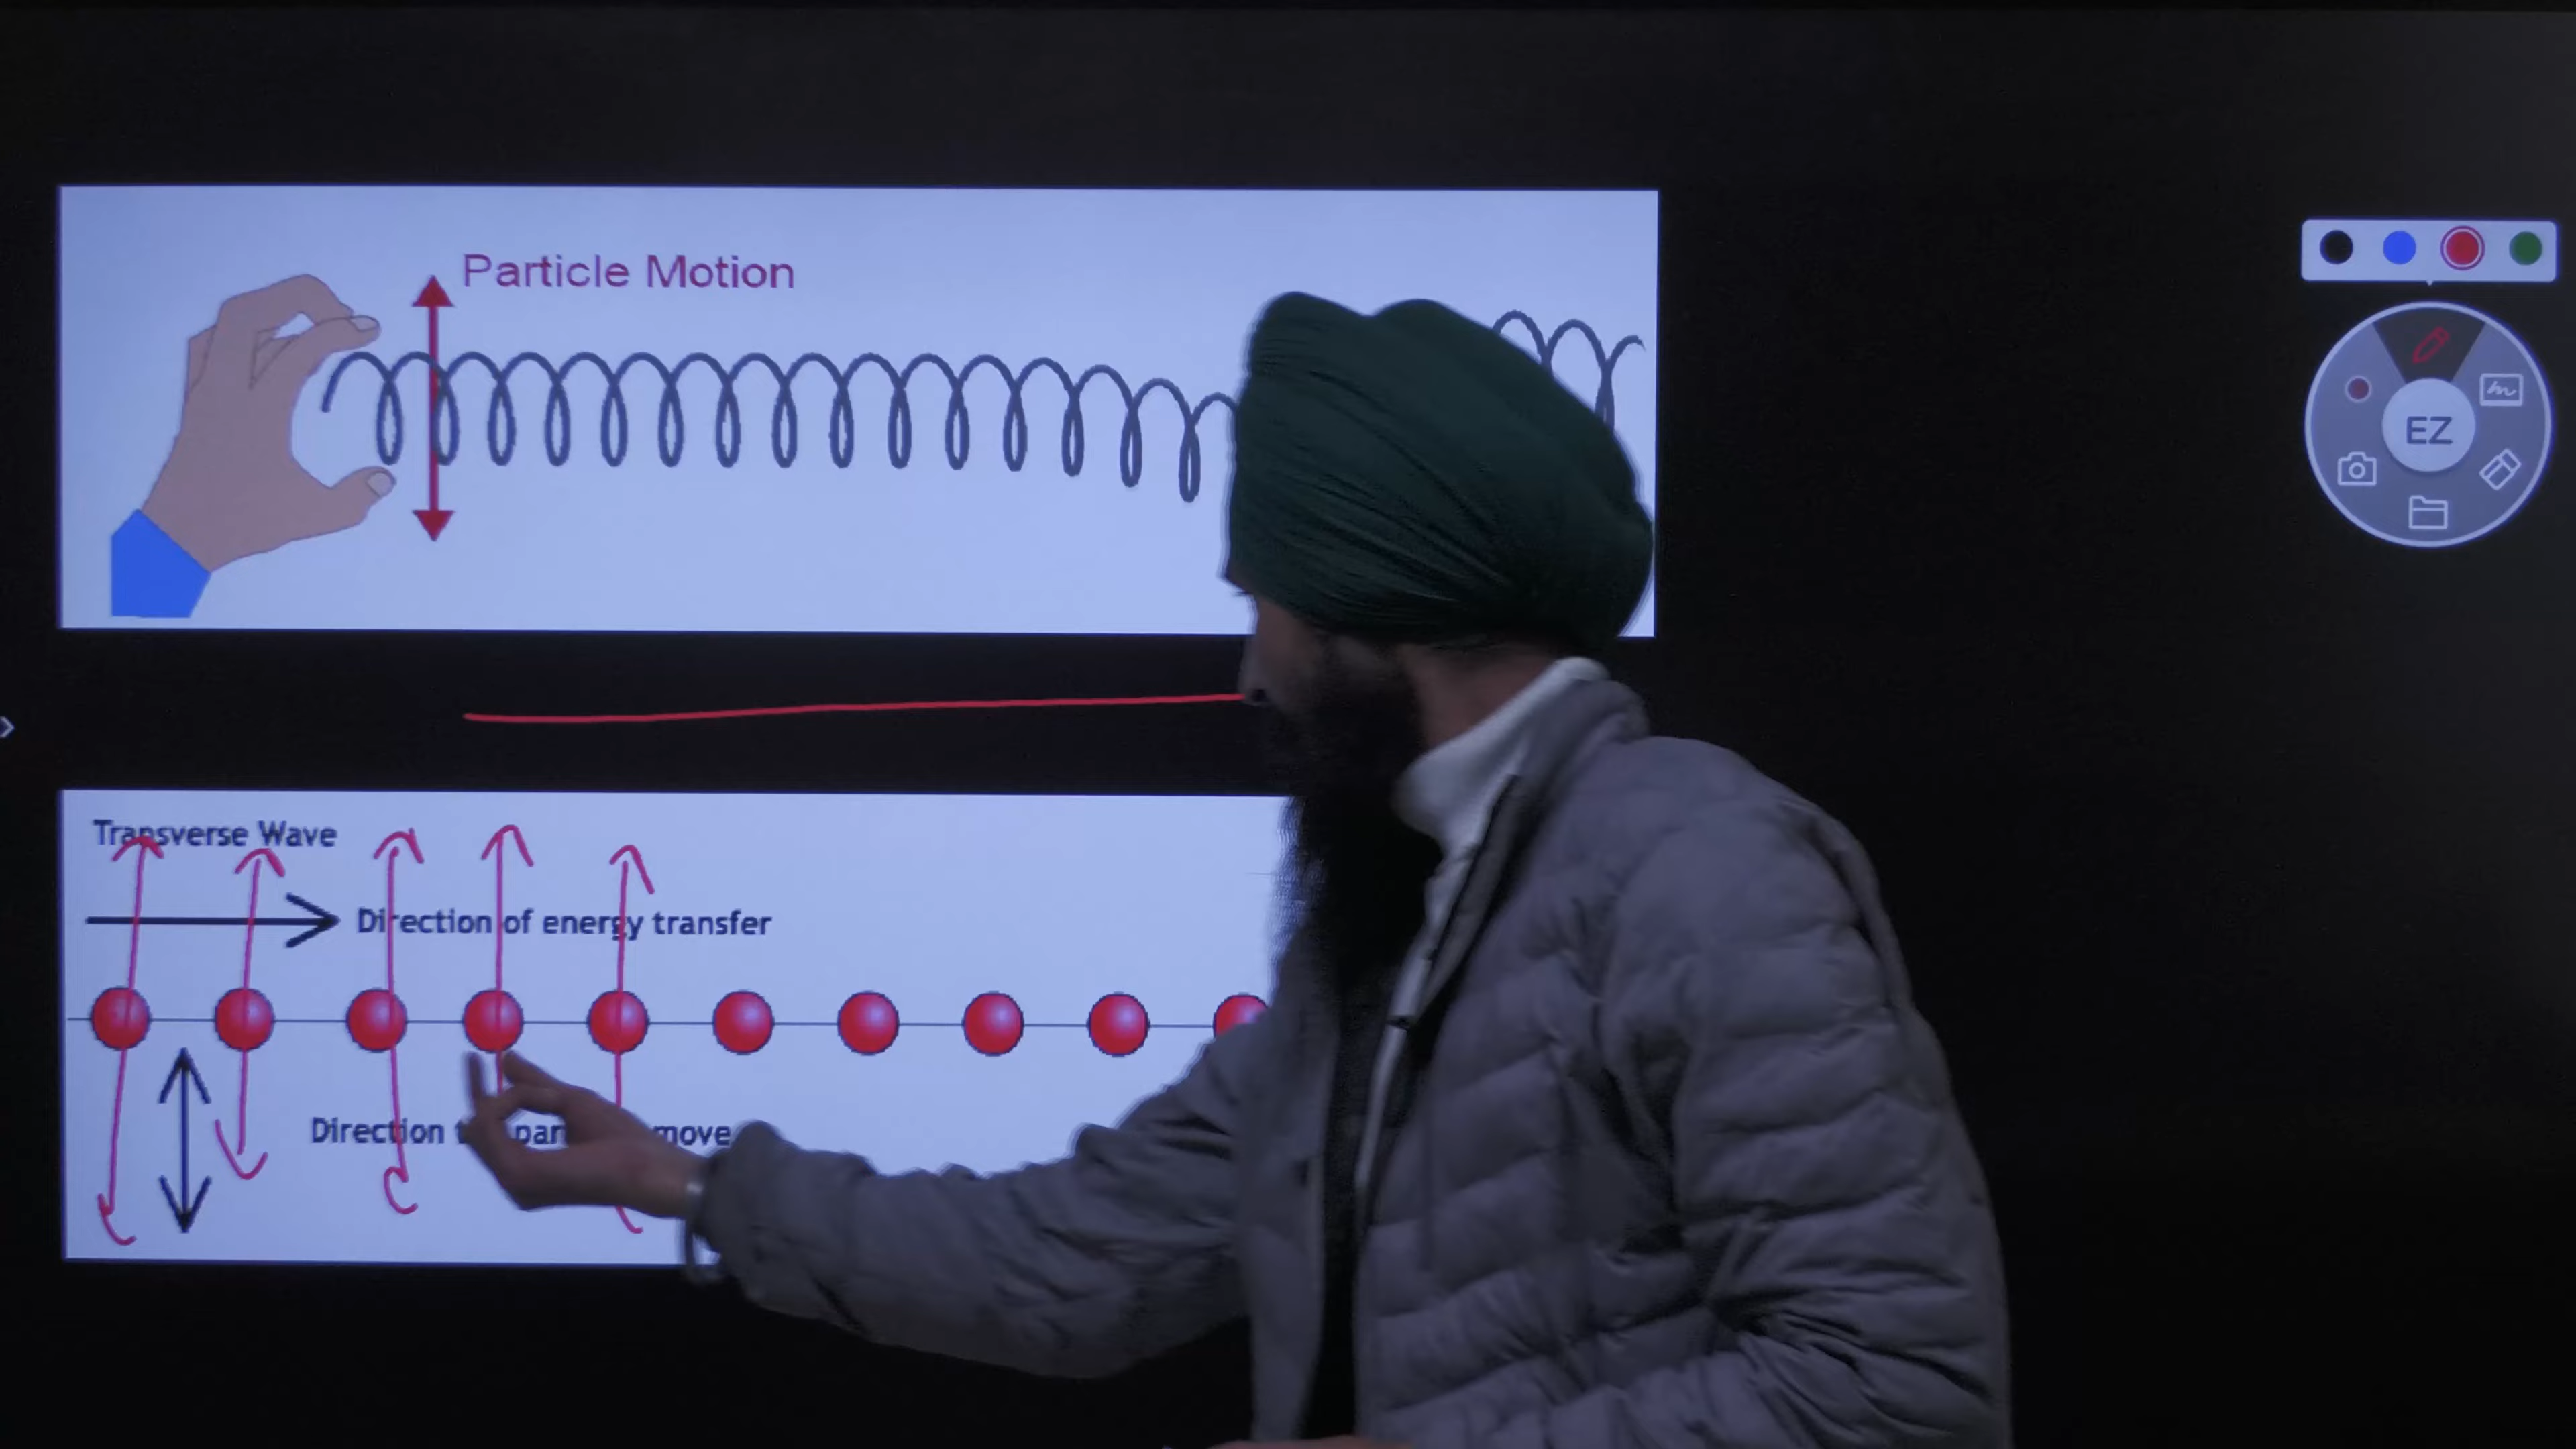 Particle Motion
EZ
Transverse Wave
Direction of energy transfer
Direction move